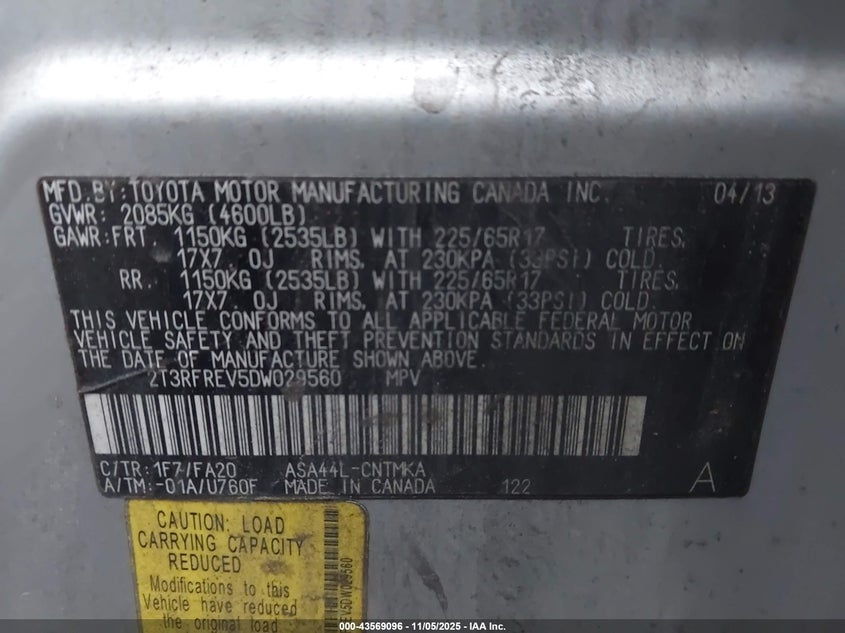 MFD.BY:TOYOTA MOTOR MANUFACTURING CANADA INC. 04/13
GVWR: 2085KG (4600LB)
GAWR:FRT. 1150KG (2535LB) WITH 225/65R17 TIRES,
17X7. 0J RIMS, AT 230KPA (33PSI) COLD.
RR. 1150KG (2535LB) WITH 225/65R17 TIRES,
17X7. 0J RIMS, AT 230KPA (33PSI) COLD.
THIS VEHICLE CONFORMS TO ALL APPLICABLE FEDERAL MOTOR
VEHICLE SAFETY AND THEFT PREVENTION STANDARDS IN EFFECT ON
THE DATE OF MANUFACTURE SHOWN ABOVE.
2T3RFREV5DW029560 MPV
C/TR:1F7/FA20 ASA44L-CNTMKA
A/TM:-01A/U760F MADE IN CANADA 122 A
CAUTION: LOAD
CARRYING CAPACITY
REDUCED
Modifications to this
Vehicle have reduced
the original load
EV5DW029560
000-43569096 - 11/05/2025 - IAA Inc.